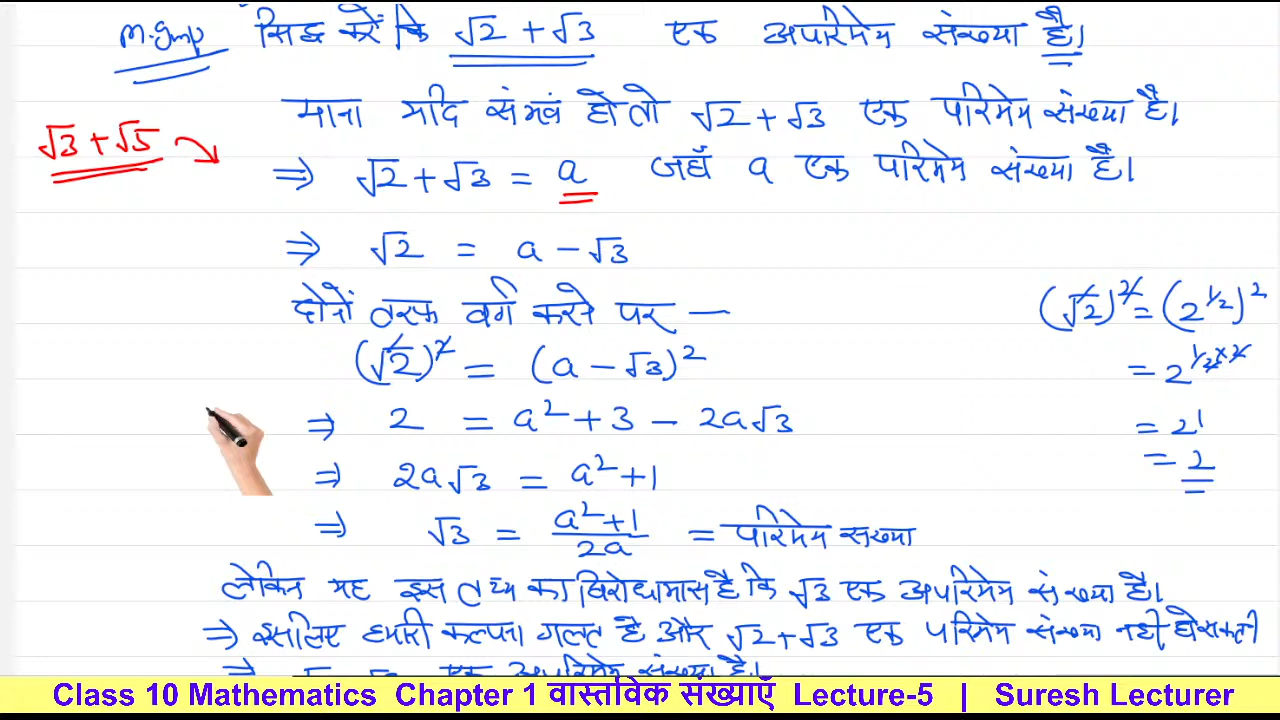 M.Imp सिद्ध करें कि √2 + √3 एक अपरिमेय संख्या है।
माना यदि संभव हो तो √2 + √3 एक परिमेय संख्या है।
√3 + √5
⇒ √2 + √3 = a जहाँ a एक परिमेय संख्या है।
⇒ √2 = a − √3
दोनों तरफ वर्ग करने पर —
(√2)² = (a − √3)²
⇒ 2 = a² + 3 − 2a√3
⇒ 2a√3 = a² + 1
⇒ √3 = (a² + 1)/2a = परिमेय संख्या
(√2)² = (2^1/2)²
= 2^1/2×2
= 2¹
= 2
लेकिन यह इस तथ्य का विरोधाभास है कि √3 एक अपरिमेय संख्या है।
⇒ इसलिए हमारी कल्पना गलत है और √2 + √3 एक परिमेय संख्या नहीं हो सकती
⇒ एक अपरिमेय संख्या है।
Class 10 Mathematics Chapter 1 वास्तविक संख्याएँ Lecture-5 | Suresh Lecturer